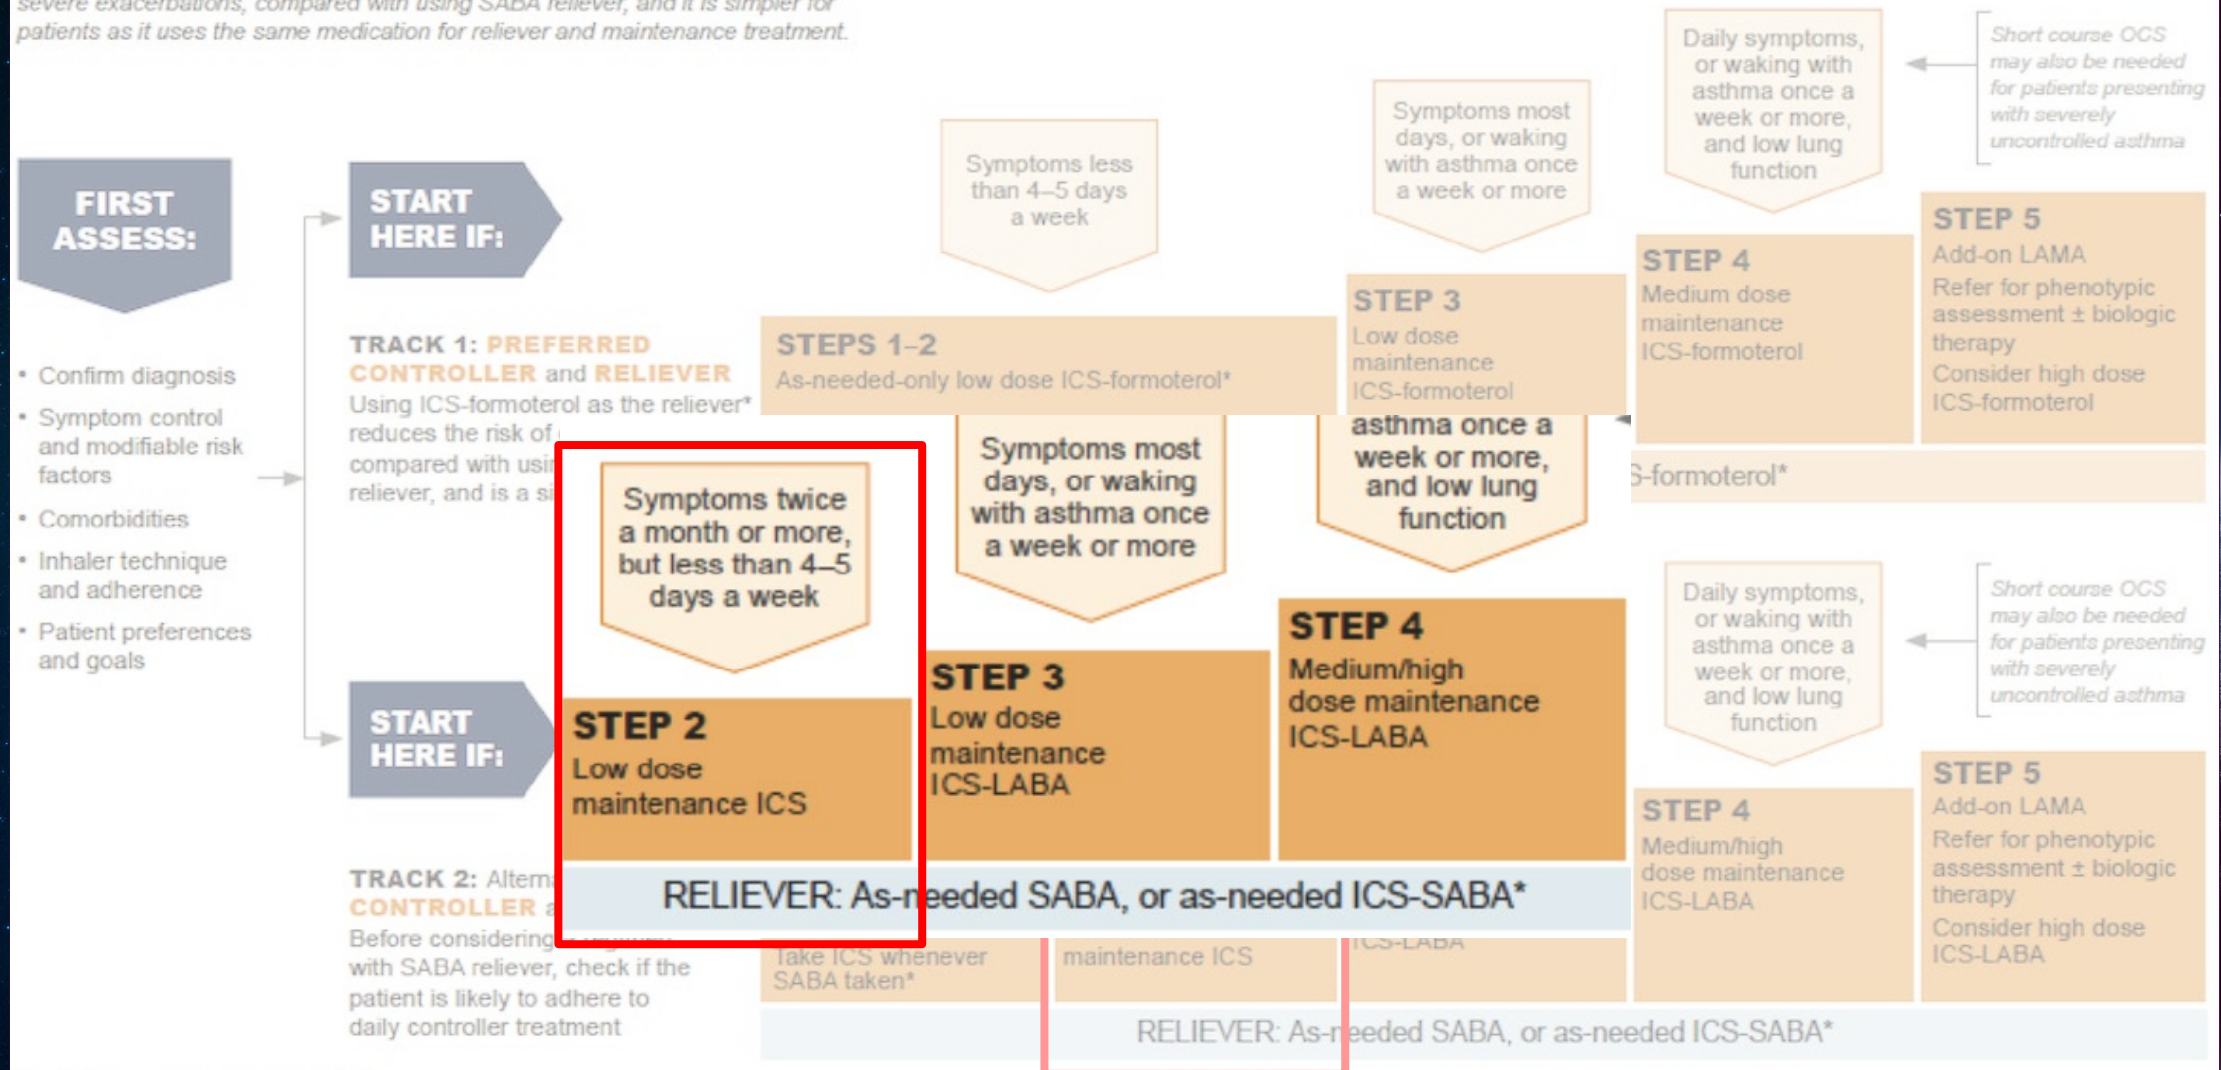 severe exacerbations, compared with using SABA reliever, and it is simpler for
patients as it uses the same medication for reliever and maintenance treatment.
FIRST
ASSESS:
• Confirm diagnosis
• Symptom control
and modifiable risk
factors
• Comorbidities
• Inhaler technique
and adherence
• Patient preferences
and goals
START
HERE IF:
Symptoms less
than 4–5 days
a week
Symptoms most
days, or waking
with asthma once
a week or more
Daily symptoms,
or waking with
asthma once a
week or more,
and low lung
function
Short course OCS
may also be needed
for patients presenting
with severely
uncontrolled asthma
TRACK 1: PREFERRED
CONTROLLER and RELIEVER
Using ICS-formoterol as the reliever*
reduces the risk of
compared with usi
reliever, and is a si
STEPS 1–2
As-needed-only low dose ICS-formoterol*
STEP 3
Low dose
maintenance
ICS-formoterol
STEP 4
Medium dose
maintenance
ICS-formoterol
STEP 5
Add-on LAMA
Refer for phenotypic
assessment ± biologic
therapy
Consider high dose
ICS-formoterol
S-formoterol*
START
HERE IF:
Symptoms twice
a month or more,
but less than 4–5
days a week
Symptoms most
days, or waking
with asthma once
a week or more
asthma once a
week or more,
and low lung
function
STEP 2
Low dose
maintenance ICS
STEP 3
Low dose
maintenance
ICS-LABA
STEP 4
Medium/high
dose maintenance
ICS-LABA
RELIEVER: As-needed SABA, or as-needed ICS-SABA*
Daily symptoms,
or waking with
asthma once a
week or more,
and low lung
function
Short course OCS
may also be needed
for patients presenting
with severely
uncontrolled asthma
TRACK 2: Altern
CONTROLLER
Before considering
with SABA reliever, check if the
patient is likely to adhere to
daily controller treatment
Take ICS whenever
SABA taken*
maintenance ICS
ICS-LABA
STEP 4
Medium/high
dose maintenance
ICS-LABA
STEP 5
Add-on LAMA
Refer for phenotypic
assessment ± biologic
therapy
Consider high dose
ICS-LABA
RELIEVER: As-needed SABA, or as-needed ICS-SABA*